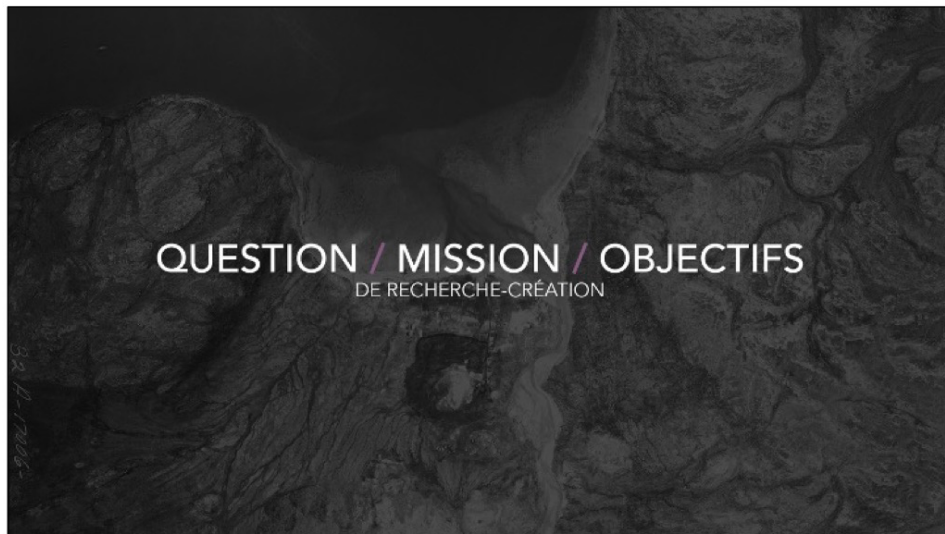 QUESTION / MISSION / OBJECTIFS
DE RECHERCHE-CRÉATION